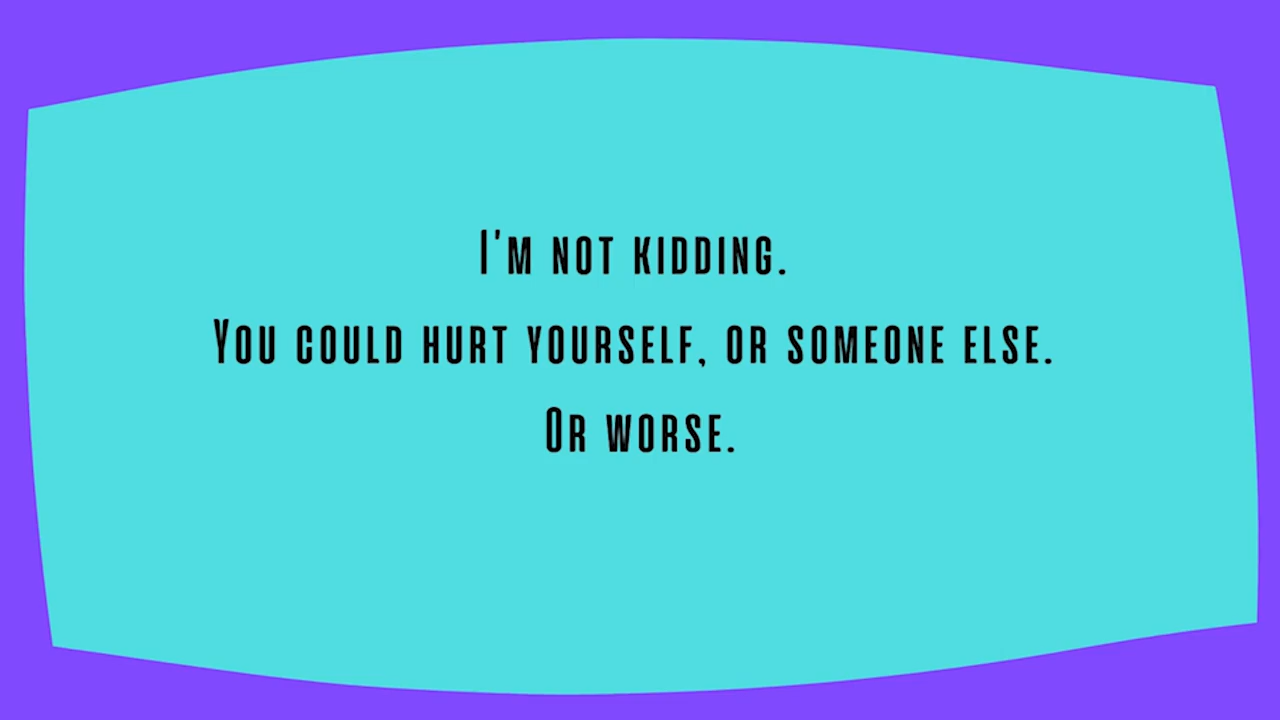 I'm not kidding.
You could hurt yourself, or someone else.
Or worse.